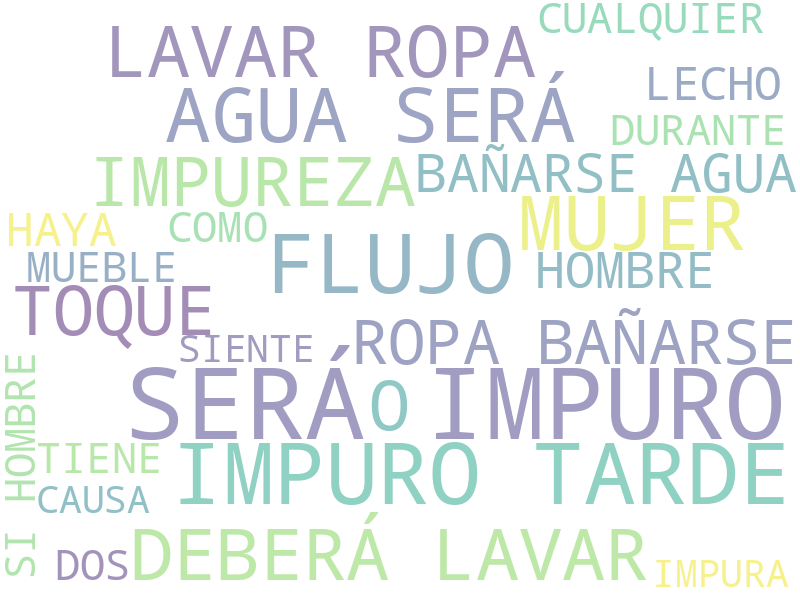 CUALQUIER
LAVAR ROPA
LECHO
AGUA SERÁ
DURANTE
IMPUREZA
BAÑARSE AGUA
MUJER
HAYA
COMO
FLUJO
HOMBRE
MUEBLE
TOQUE
SIENTE
ROPA BAÑARSE
SERÁ IMPURO
O
SI HOMBRE
TIENE
IMPURO TARDE
CAUSA
DEBERÁ LAVAR
DOS
IMPURA